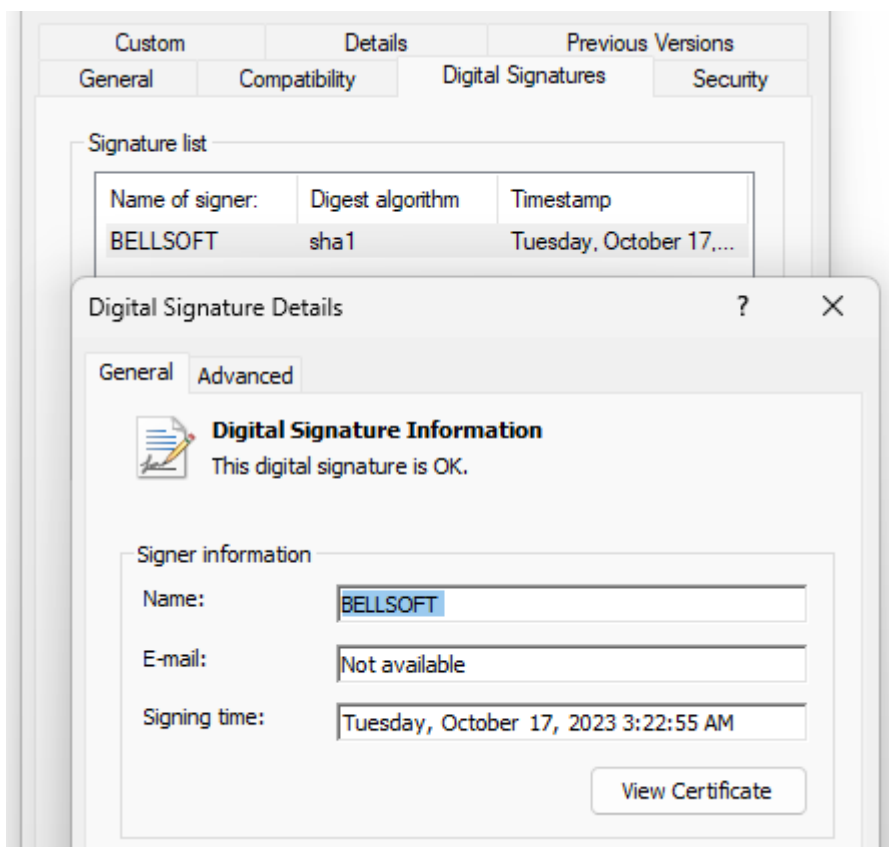 Custom Details Previous Versions
General Compatibility Digital Signatures Security
Signature list
Name of signer: Digest algorithm Timestamp
BELLSOFT sha1 Tuesday, October 17,...
Digital Signature Details ?
General Advanced
Digital Signature Information
This digital signature is OK.
Signer information
Name: BELLSOFT
E-mail: Not available
Signing time: Tuesday, October 17, 2023 3:22:55 AM
View Certificate